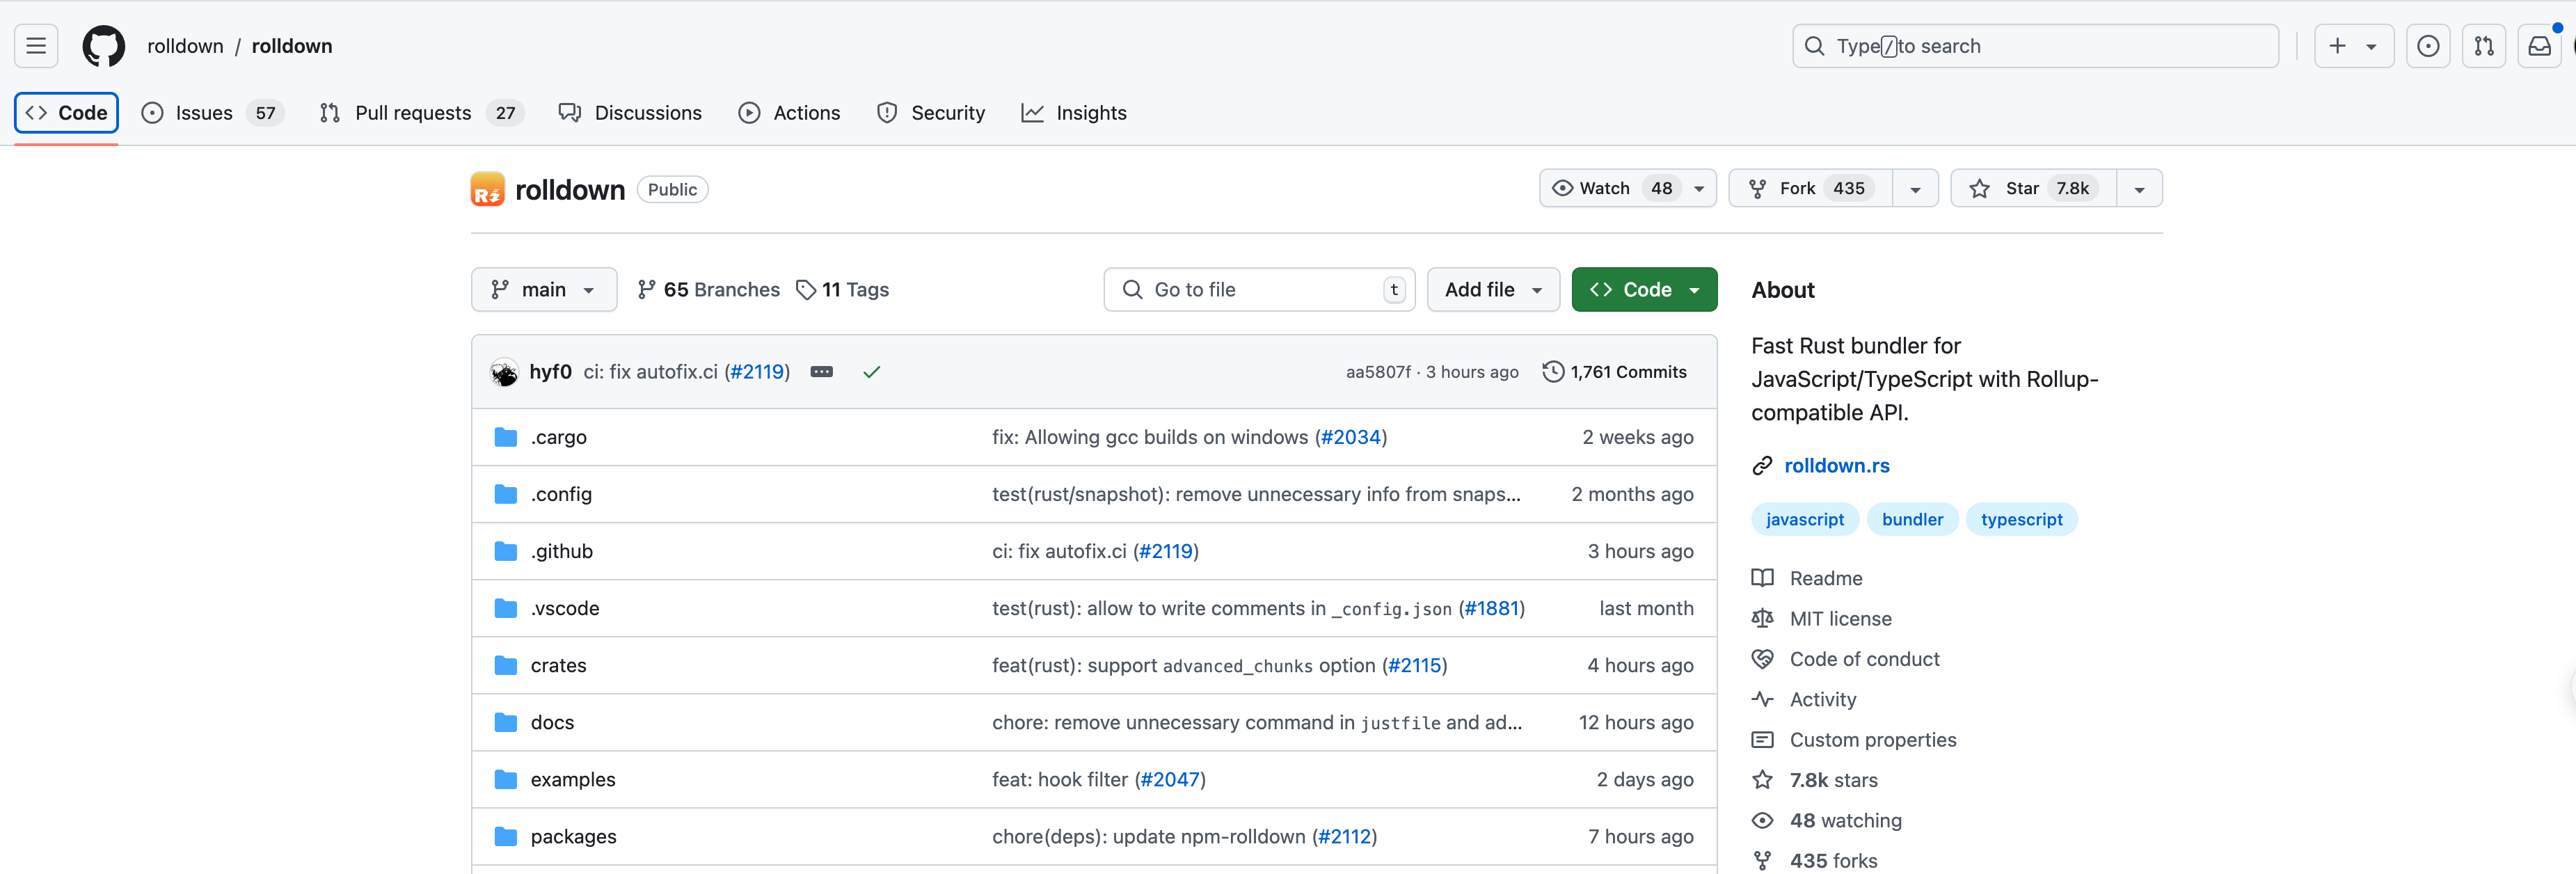 rolldown / rolldown
Type / to search
Code Issues 57 Pull requests 27 Discussions Actions Security Insights
rolldown Public
Watch 48 Fork 435 Star 7.8k
main 65 Branches 11 Tags Go to file t Add file Code
hyf0 ci: fix autofix.ci (#2119) aa5807f · 3 hours ago 1,761 Commits
.cargo fix: Allowing gcc builds on windows (#2034) 2 weeks ago
.config test(rust/snapshot): remove unnecessary info from snaps... 2 months ago
.github ci: fix autofix.ci (#2119) 3 hours ago
.vscode test(rust): allow to write comments in _config.json (#1881) last month
crates feat(rust): support advanced_chunks option (#2115) 4 hours ago
docs chore: remove unnecessary command in justfile and ad... 12 hours ago
examples feat: hook filter (#2047) 2 days ago
packages chore(deps): update npm-rolldown (#2112) 7 hours ago
About
Fast Rust bundler for
JavaScript/TypeScript with Rollup-
compatible API.
rolldown.rs
javascript bundler typescript
Readme
MIT license
Code of conduct
Activity
Custom properties
7.8k stars
48 watching
435 forks